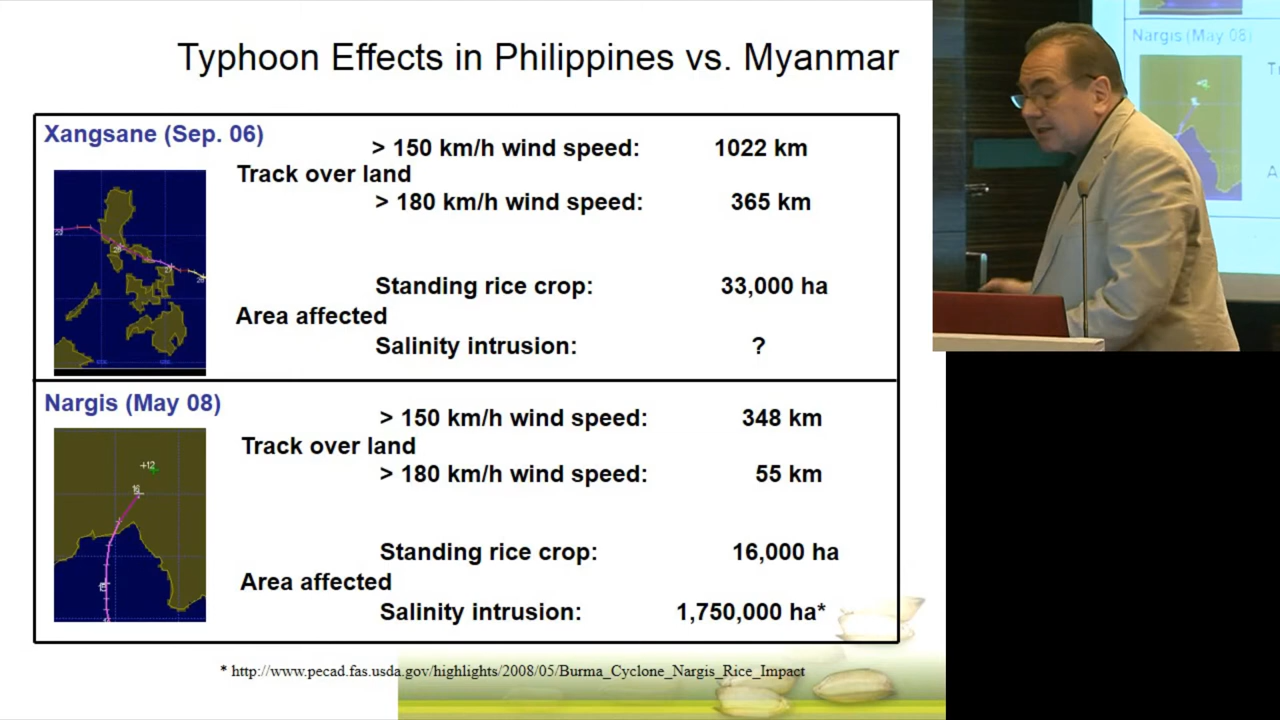 Typhoon Effects in Philippines vs. Myanmar
Xangsane (Sep. 06)
> 150 km/h wind speed: 1022 km
Track over land
> 180 km/h wind speed: 365 km
Standing rice crop: 33,000 ha
Area affected
Salinity intrusion: ?
Nargis (May 08)
> 150 km/h wind speed: 348 km
Track over land
> 180 km/h wind speed: 55 km
Standing rice crop: 16,000 ha
Area affected
Salinity intrusion: 1,750,000 ha*
* http://www.pecad.fas.usda.gov/highlights/2008/05/Burma_Cyclone_Nargis_Rice_Impact
+12
Nargis (May 08)